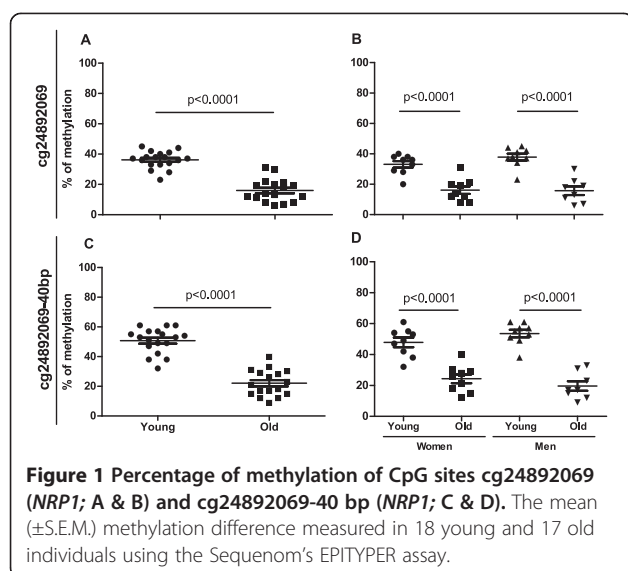 A
B
cg24892069
% of methylation
100
80
60
40
20
0
p<0.0001
100
80
60
40
20
0
p<0.0001
p<0.0001
C
D
cg24892069-40bp
% of methylation
100
80
60
40
20
0
p<0.0001
Young
Old
100
80
60
40
20
0
p<0.0001
p<0.0001
Young
Old
Young
Old
Women
Men
Figure 1 Percentage of methylation of CpG sites cg24892069
(NRP1; A & B) and cg24892069-40 bp (NRP1; C & D). The mean
(±S.E.M.) methylation difference measured in 18 young and 17 old
individuals using the Sequenom’s EPITYPER assay.